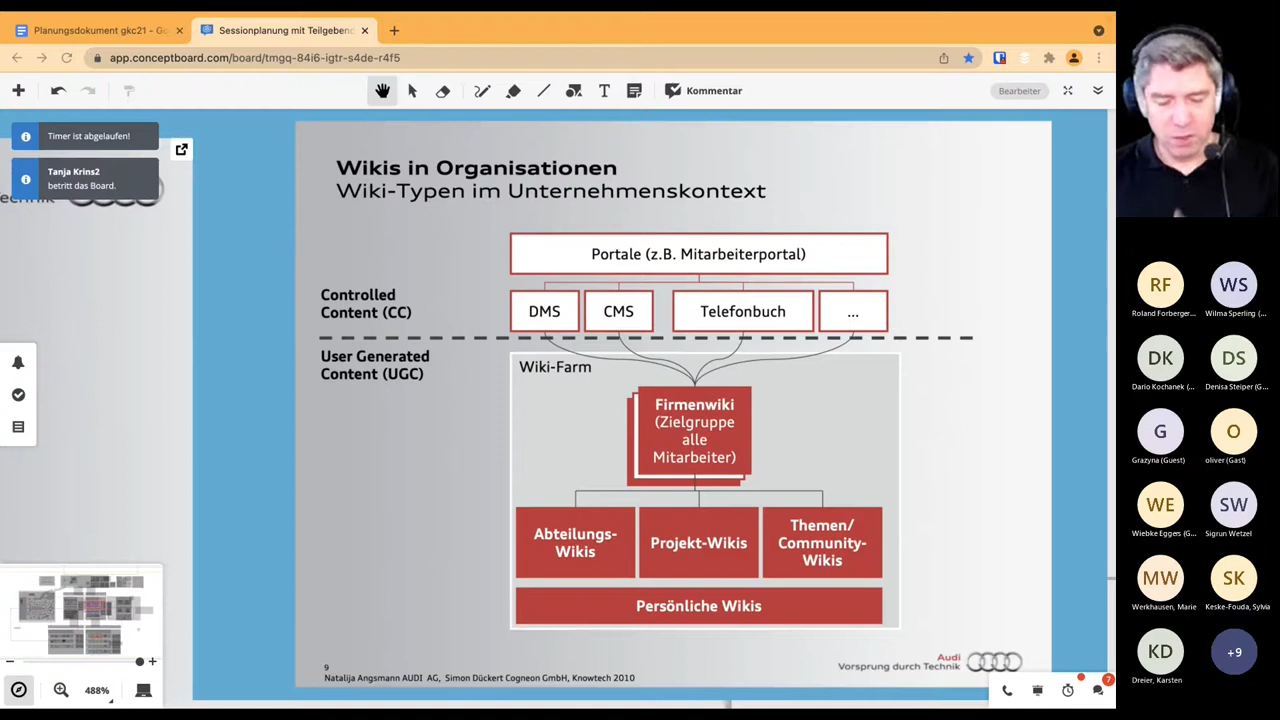 Planungsdokument gkc21 - Go
Sessionplanung mit Teilgebend
app.conceptboard.com/board/tmgq-84i6-igtr-s4de-r4f5
Kommentar
Bearbeiter
Timer ist abgelaufen!
Tanja Krins2
betritt das Board.
Wikis in Organisationen
Wiki-Typen im Unternehmenskontext
Portale (z.B. Mitarbeiterportal)
Controlled
Content (CC)
DMS
CMS
Telefonbuch
...
User Generated
Content (UGC)
Wiki-Farm
Firmenwiki
(Zielgruppe
alle
Mitarbeiter)
Abteilungs-
Wikis
Projekt-Wikis
Themen/
Community-
Wikis
Persönliche Wikis
9
Natalija Angsmann AUDI AG, Simon Dückert Cogneon GmbH, Knowtech 2010
Audi
Vorsprung durch Technik
488%
7
RF
Roland Forberger...
WS
Wilma Sperling (...
DK
Dario Kochanek (...
DS
Denisa Steiper (G...
G
Grazyna (Guest)
O
oliver (Gast)
WE
Wiebke Eggers (G...
SW
Sigrun Wetzel
MW
Werkhausen, Marie
SK
Keske-Fouda, Sylvia
KD
Dreier, Karsten
+9